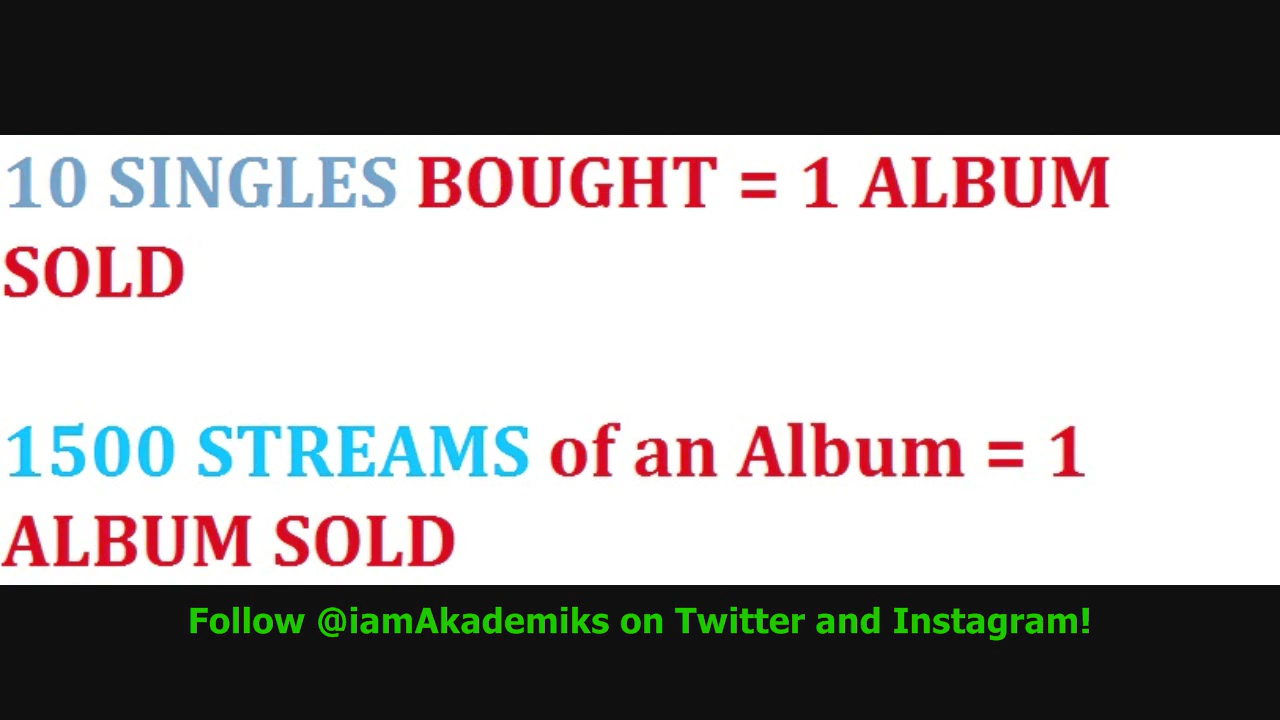 10 SINGLES BOUGHT = 1 ALBUM
SOLD
1500 STREAMS of an Album = 1
ALBUM SOLD
Follow @iamAkademiks on Twitter and Instagram!